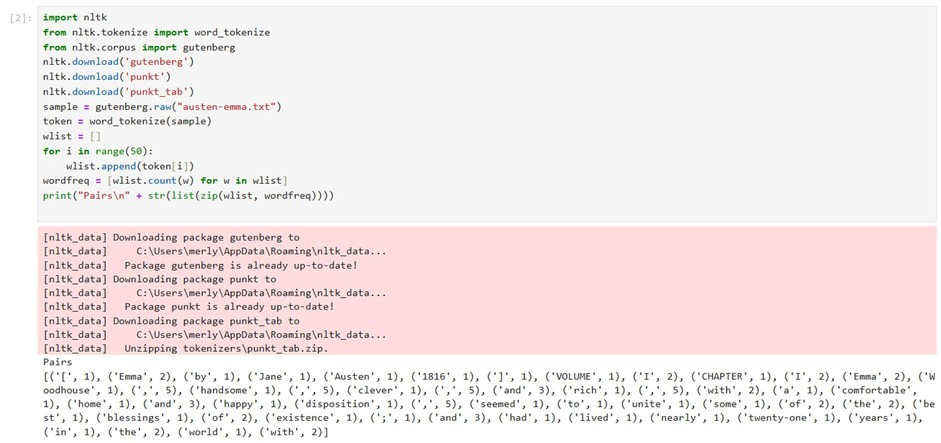 [2]: import nltk
from nltk.tokenize import word_tokenize
from nltk.corpus import gutenberg
nltk.download('gutenberg')
nltk.download('punkt')
nltk.download('punkt_tab')
sample = gutenberg.raw("austen-emma.txt")
token = word_tokenize(sample)
wlist = []
for i in range(50):
    wlist.append(token[i])
wordfreq = [wlist.count(w) for w in wlist]
print("Pairs\n" + str(list(zip(wlist, wordfreq))))
[nltk_data] Downloading package gutenberg to
[nltk_data]     C:\Users\merly\AppData\Roaming\nltk_data...
[nltk_data]   Package gutenberg is already up-to-date!
[nltk_data] Downloading package punkt to
[nltk_data]     C:\Users\merly\AppData\Roaming\nltk_data...
[nltk_data]   Package punkt is already up-to-date!
[nltk_data] Downloading package punkt_tab to
[nltk_data]     C:\Users\merly\AppData\Roaming\nltk_data...
[nltk_data]   Unzipping tokenizers\punkt_tab.zip.
Pairs
[('[', 1), ('Emma', 2), ('by', 1), ('Jane', 1), ('Austen', 1), ('1816', 1), (']', 1), ('VOLUME', 1), ('I', 2), ('CHAPTER', 1), ('I', 2), ('Emma', 2), ('W
oodhouse', 1), (',', 5), ('handsome', 1), (',', 5), ('clever', 1), (',', 5), ('and', 3), ('rich', 1), (',', 5), ('with', 2), ('a', 1), ('comfortable',
1), ('home', 1), ('and', 3), ('happy', 1), ('disposition', 1), (',', 5), ('seemed', 1), ('to', 1), ('unite', 1), ('some', 1), ('of', 2), ('the', 2), ('be
st', 1), ('blessings', 1), ('of', 2), ('existence', 1), (';', 1), ('and', 3), ('had', 1), ('lived', 1), ('nearly', 1), ('twenty-one', 1), ('years', 1),
('in', 1), ('the', 2), ('world', 1), ('with', 2)]